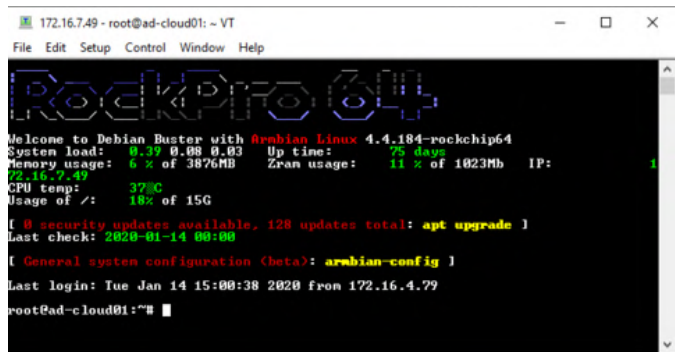 172.16.7.49 - root@ad-cloud01: ~ VT
File Edit Setup Control Window Help
RockPro 64
Welcome to Debian Buster with Armbian Linux 4.4.184-rockchip64
System load: 0.39 0.08 0.03 Up time: 75 days
Memory usage: 6 % of 3876MB Zram usage: 11 % of 1023Mb IP: 1
72.16.7.49
CPU temp: 37░C
Usage of /: 18% of 15G
[ 0 security updates available, 128 updates total: apt upgrade ]
Last check: 2020-01-14 00:00
[ General system configuration (beta): armbian-config ]
Last login: Tue Jan 14 15:00:38 2020 from 172.16.4.79
root@ad-cloud01:~#